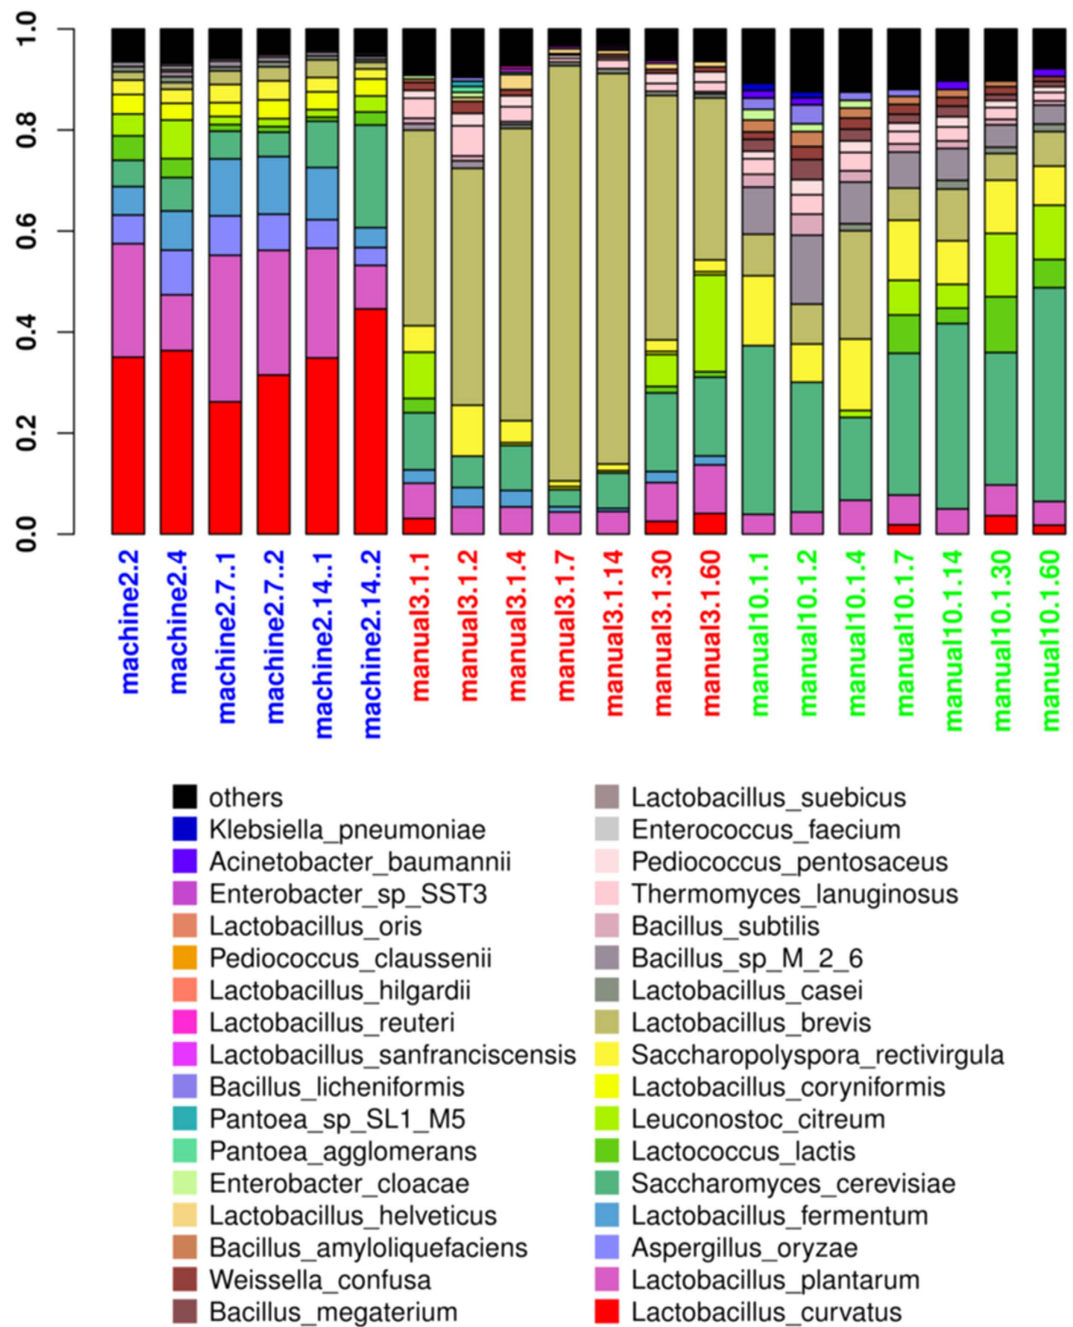 1.0
0.8
0.6
0.4
0.2
0.0
machine2.2
machine2.4
machine2.7..1
machine2.7..2
machine2.14..1
machine2.14..2
manual3.1.1
manual3.1.2
manual3.1.4
manual3.1.7
manual3.1.14
manual3.1.30
manual3.1.60
manual10.1.1
manual10.1.2
manual10.1.4
manual10.1.7
manual10.1.14
manual10.1.30
manual10.1.60
others
Klebsiella_pneumoniae
Acinetobacter_baumannii
Enterobacter_sp_SST3
Lactobacillus_oris
Pediococcus_claussenii
Lactobacillus_hilgardii
Lactobacillus_reuteri
Lactobacillus_sanfranciscensis
Bacillus_licheniformis
Pantoea_sp_SL1_M5
Pantoea_agglomerans
Enterobacter_cloacae
Lactobacillus_helveticus
Bacillus_amyloliquefaciens
Weissella_confusa
Bacillus_megaterium
Lactobacillus_suebicus
Enterococcus_faecium
Pediococcus_pentosaceus
Thermomyces_lanuginosus
Bacillus_subtilis
Bacillus_sp_M_2_6
Lactobacillus_casei
Lactobacillus_brevis
Saccharopolyspora_rectivirgula
Lactobacillus_coryniformis
Leuconostoc_citreum
Lactococcus_lactis
Saccharomyces_cerevisiae
Lactobacillus_fermentum
Aspergillus_oryzae
Lactobacillus_plantarum
Lactobacillus_curvatus